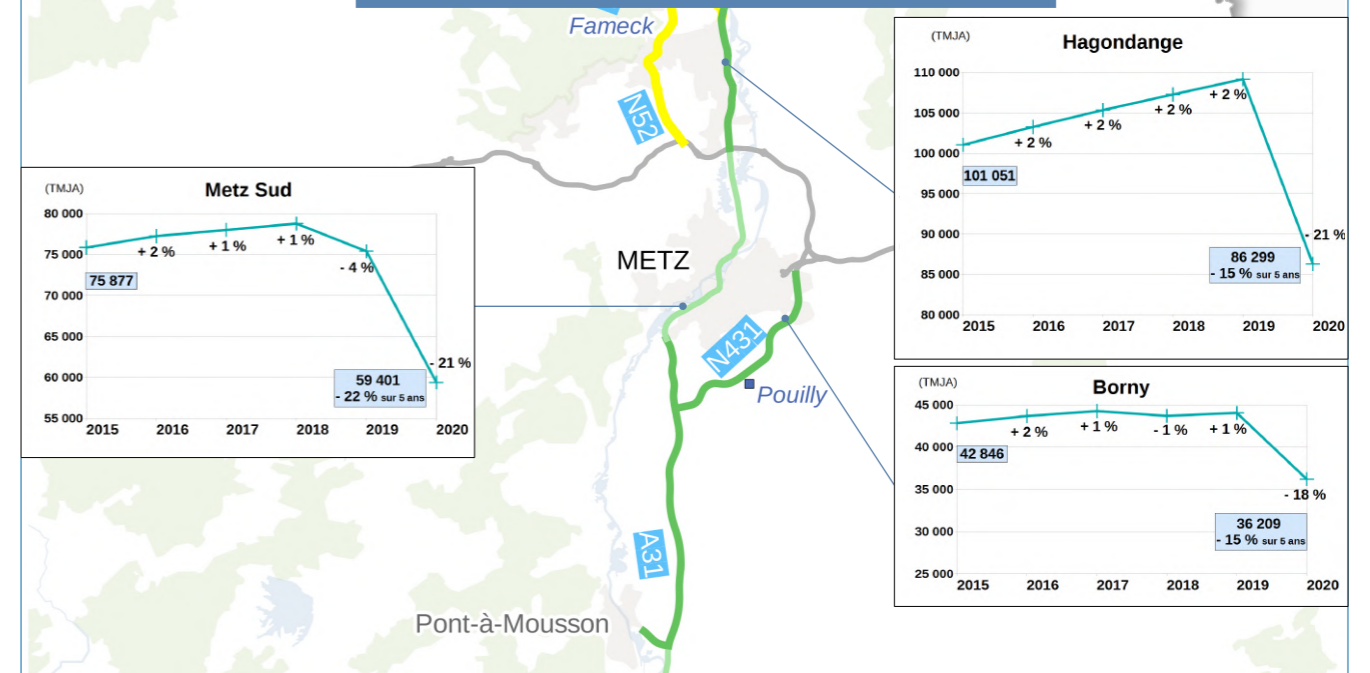 Fameck
N52
METZ
N431
Pouilly
A31
Pont-à-Mousson
(TMJA)
Metz Sud
80 000
75 000
70 000
65 000
60 000
55 000
+ 2 %
+ 1 %
+ 1 %
- 4 %
- 21 %
75 877
59 401
- 22 % sur 5 ans
2015 2016 2017 2018 2019 2020
(TMJA)
Hagondange
110 000
105 000
100 000
95 000
90 000
85 000
80 000
+ 2 %
+ 2 %
+ 2 %
+ 2 %
- 21 %
101 051
86 299
- 15 % sur 5 ans
2015 2016 2017 2018 2019 2020
(TMJA)
Borny
45 000
40 000
35 000
30 000
25 000
+ 2 %
+ 1 %
- 1 %
+ 1 %
- 18 %
42 846
36 209
- 15 % sur 5 ans
2015 2016 2017 2018 2019 2020